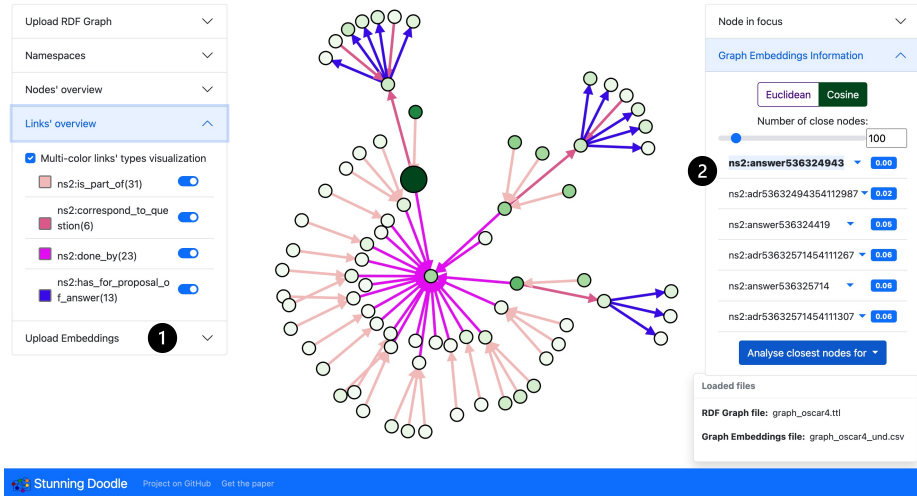 Upload RDF Graph
Namespaces
Nodes' overview
Links' overview
Multi-color links' types visualization
ns2:is_part_of(31)
ns2:correspond_to_que
stion(6)
ns2:done_by(23)
ns2:has_for_proposal_o
f_answer(13)
Upload Embeddings
1
Node in focus
Graph Embeddings Information
Euclidean Cosine
Number of close nodes:
100
2
ns2:answer536324943 0.00
ns2:adr53632494354112987 0.02
ns2:answer536324419 0.05
ns2:adr53632571454111267 0.06
ns2:answer536325714 0.06
ns2:adr53632571454111307 0.06
Analyse closest nodes for
Loaded files
RDF Graph file: graph_oscar4.ttl
Graph Embeddings file: graph_oscar4_und.csv
Stunning Doodle Project on GitHub Get the paper